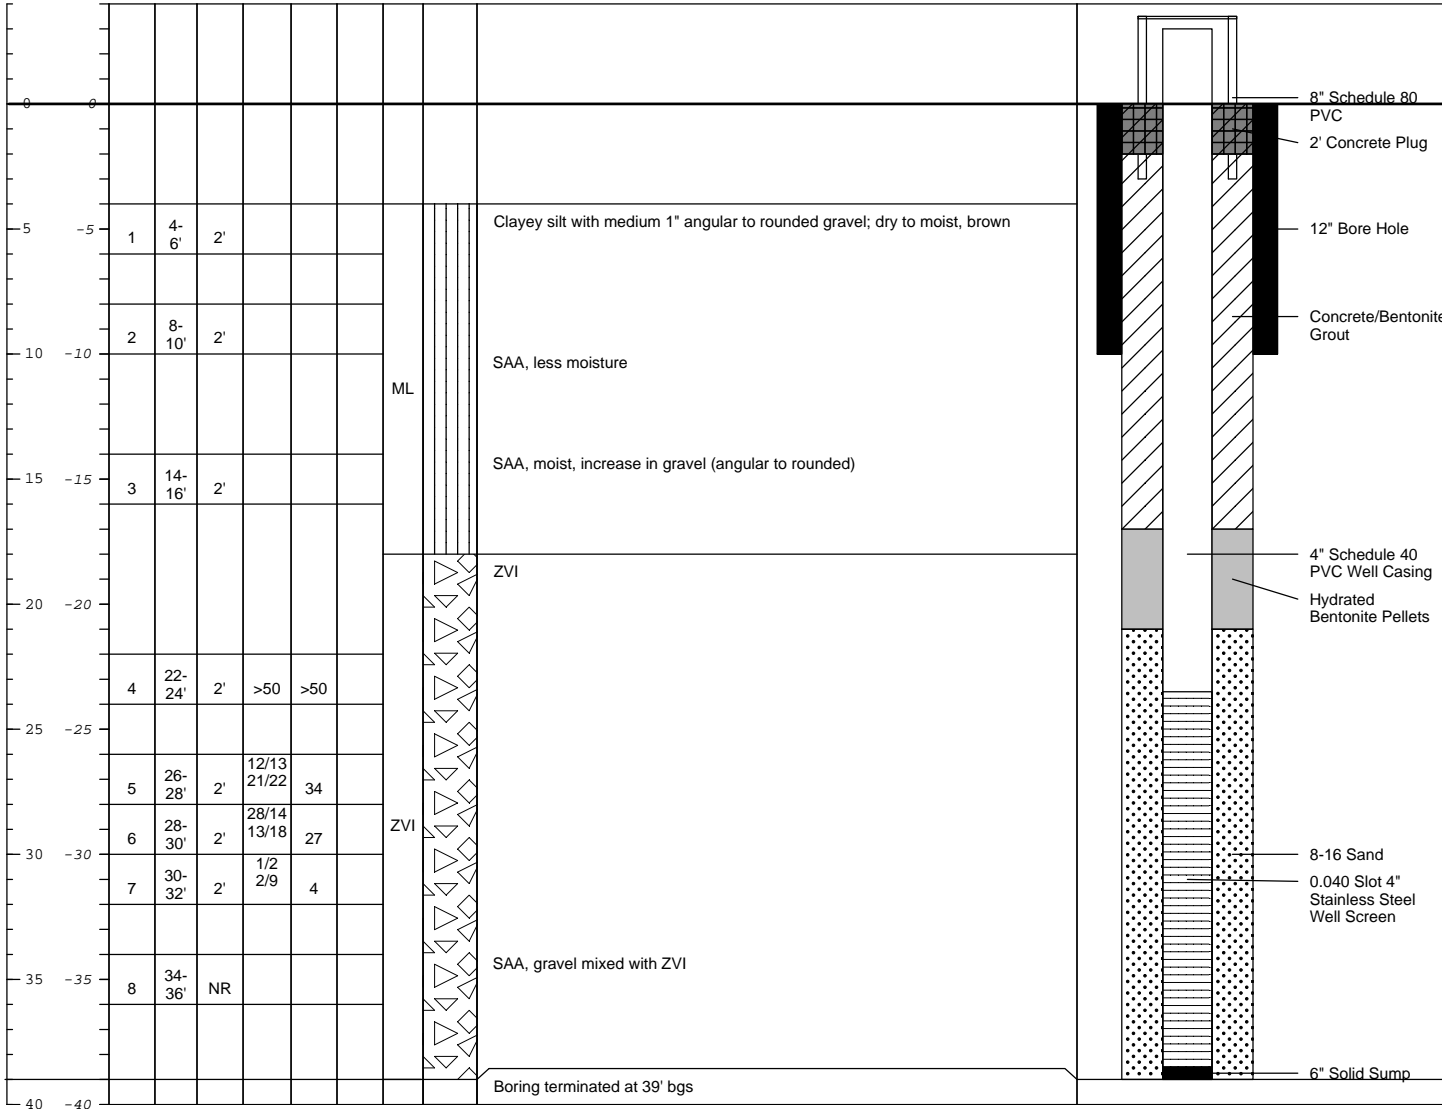 0 0
8" Schedule 80
PVC
2' Concrete Plug
Clayey silt with medium 1" angular to rounded gravel; dry to moist, brown
5 -5
1 4-
6' 2'
12" Bore Hole
Concrete/Bentonite
Grout
2 8-
10' 2'
10 -10
SAA, less moisture
ML
SAA, moist, increase in gravel (angular to rounded)
15 -15
3 14-
16' 2'
4" Schedule 40
PVC Well Casing
ZVI
Hydrated
Bentonite Pellets
20 -20
4 22-
24' 2' >50 >50
25 -25
5 26-
28' 2' 12/13
21/22 34
6 28-
30' 2' 28/14
13/18 27
ZVI
30 -30
8-16 Sand
7 30-
32' 2' 1/2
2/9 4
0.040 Slot 4"
Stainless Steel
Well Screen
SAA, gravel mixed with ZVI
35 -35
8 34-
36' NR
6" Solid Sump
Boring terminated at 39' bgs
40 -40